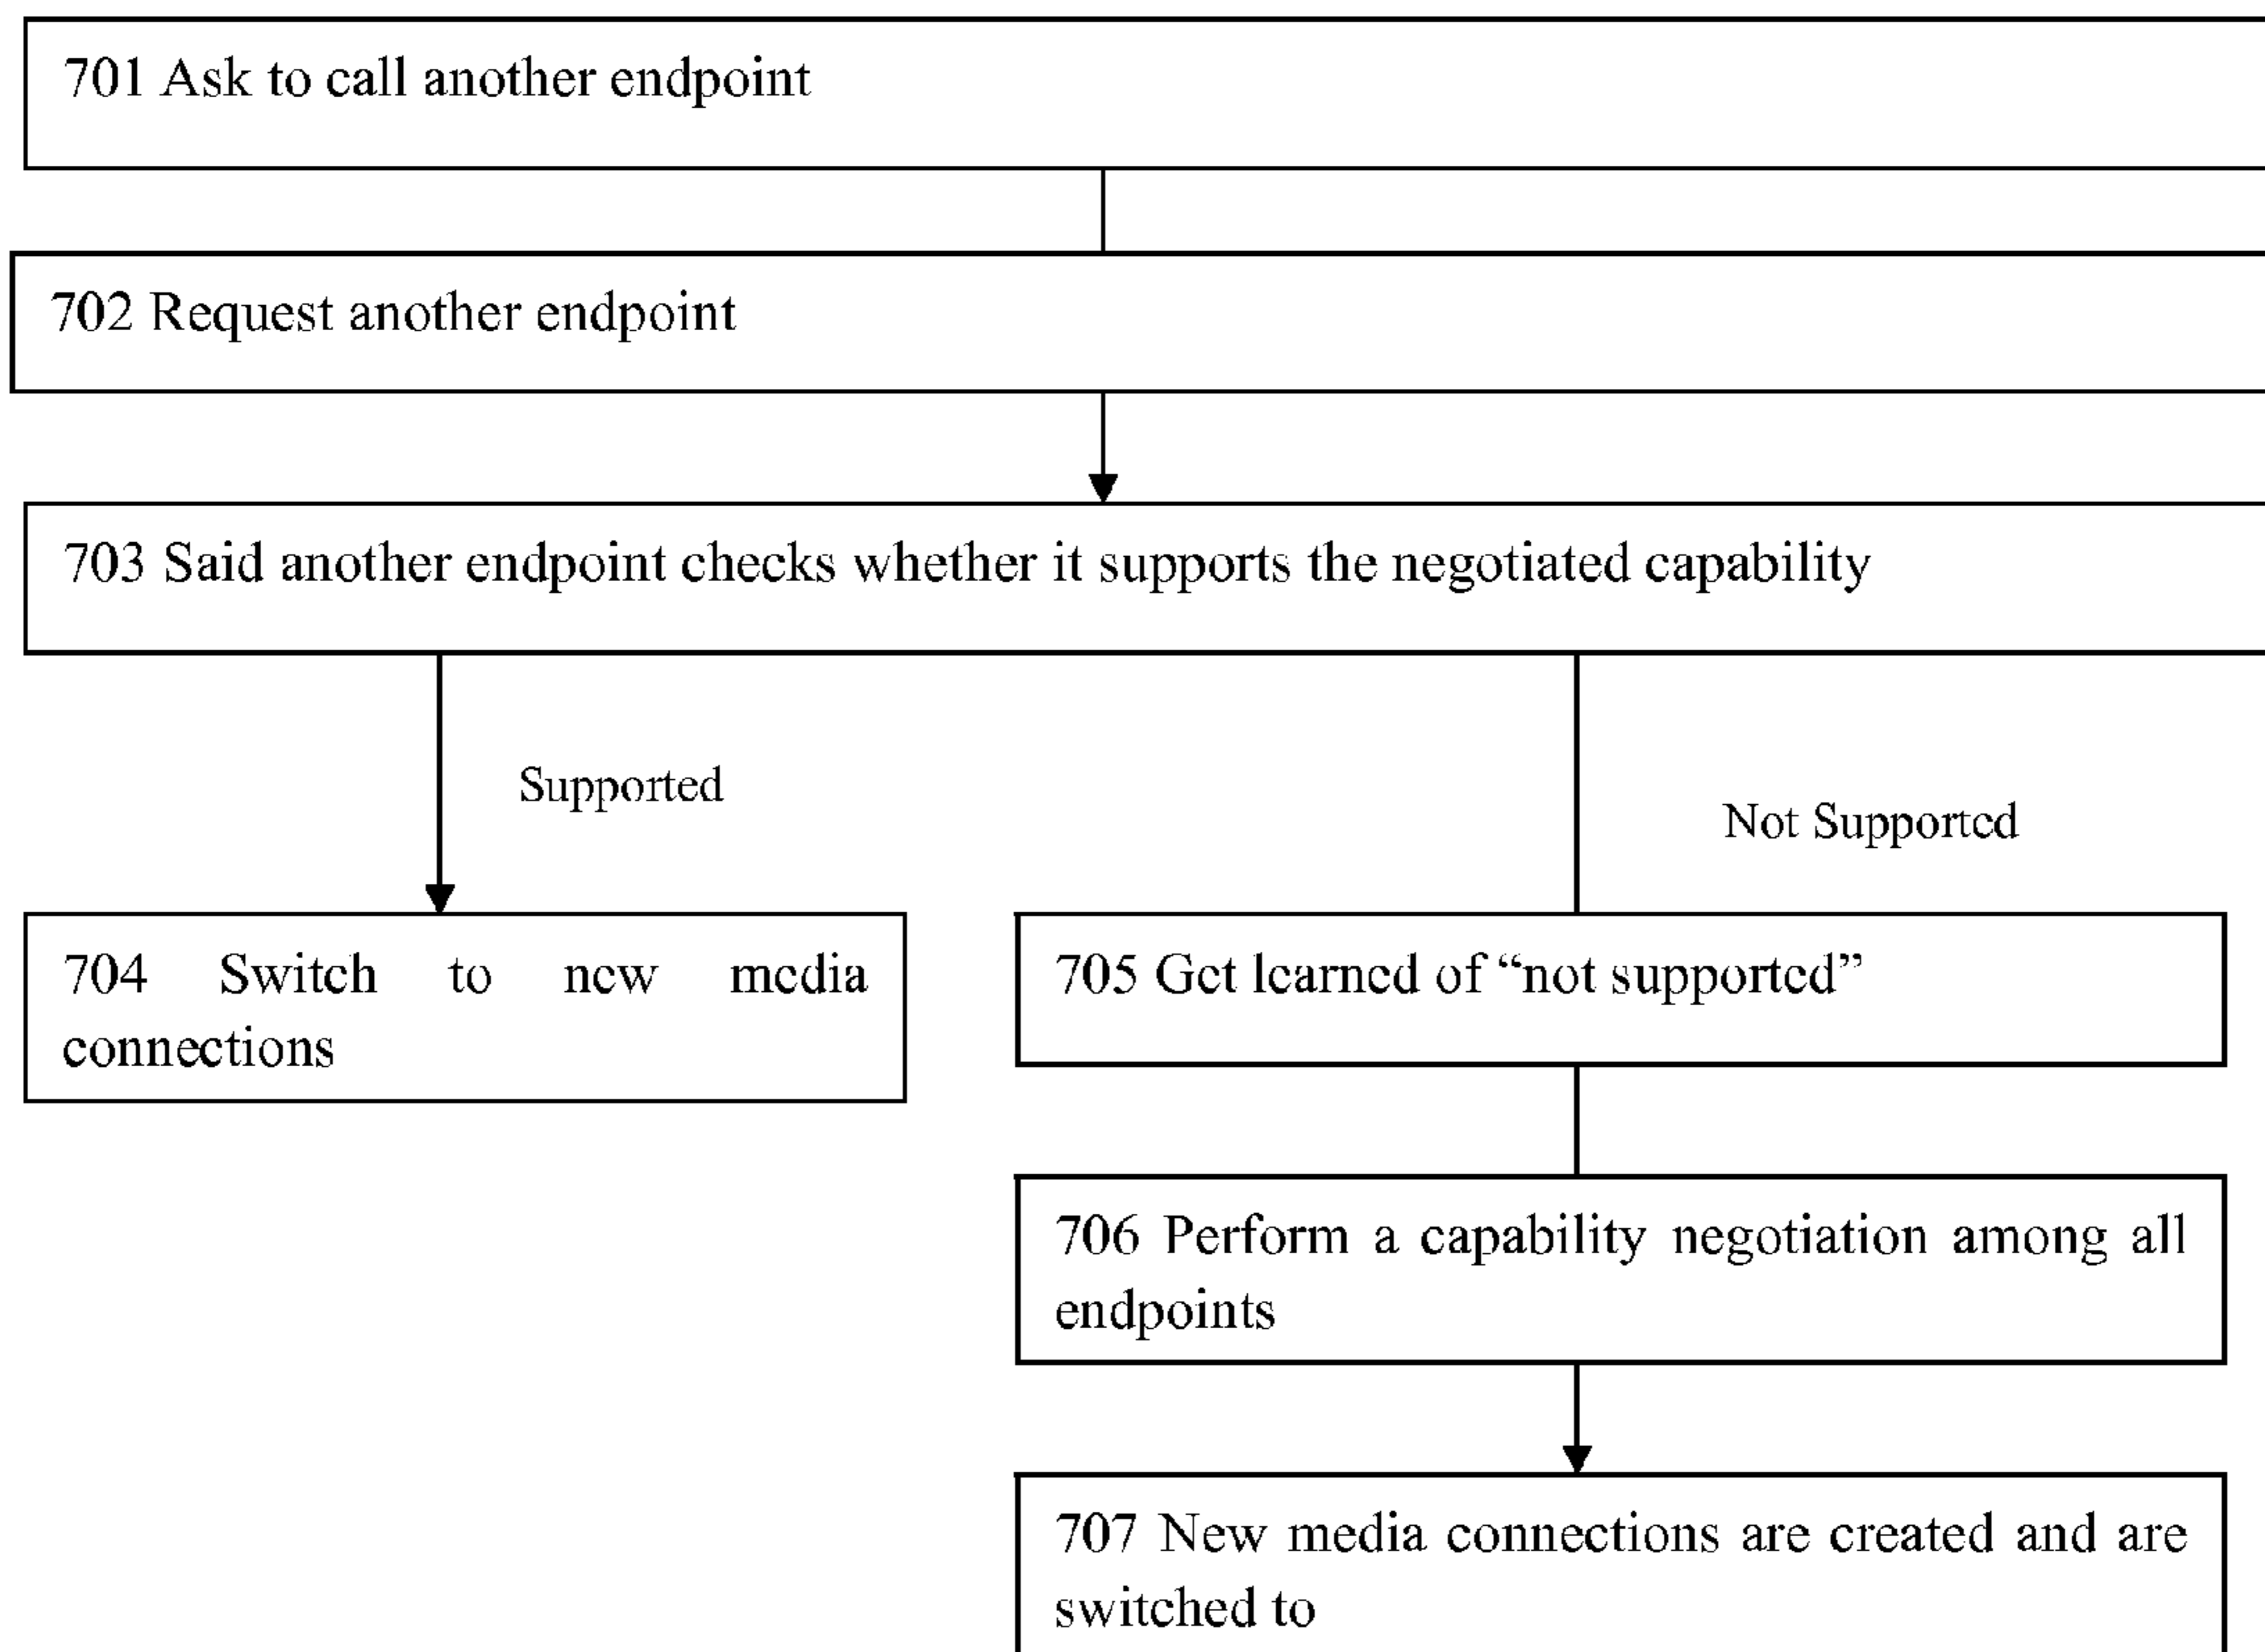 701 Ask to call another endpoint
702 Request another endpoint
703 Said another endpoint checks whether it supports the negotiated capability
Supported
Not Supported
704 Switch to new media
connections
705 Get learned of “not supported”
706 Perform a capability negotiation among all
endpoints
707 New media connections are created and are
switched to